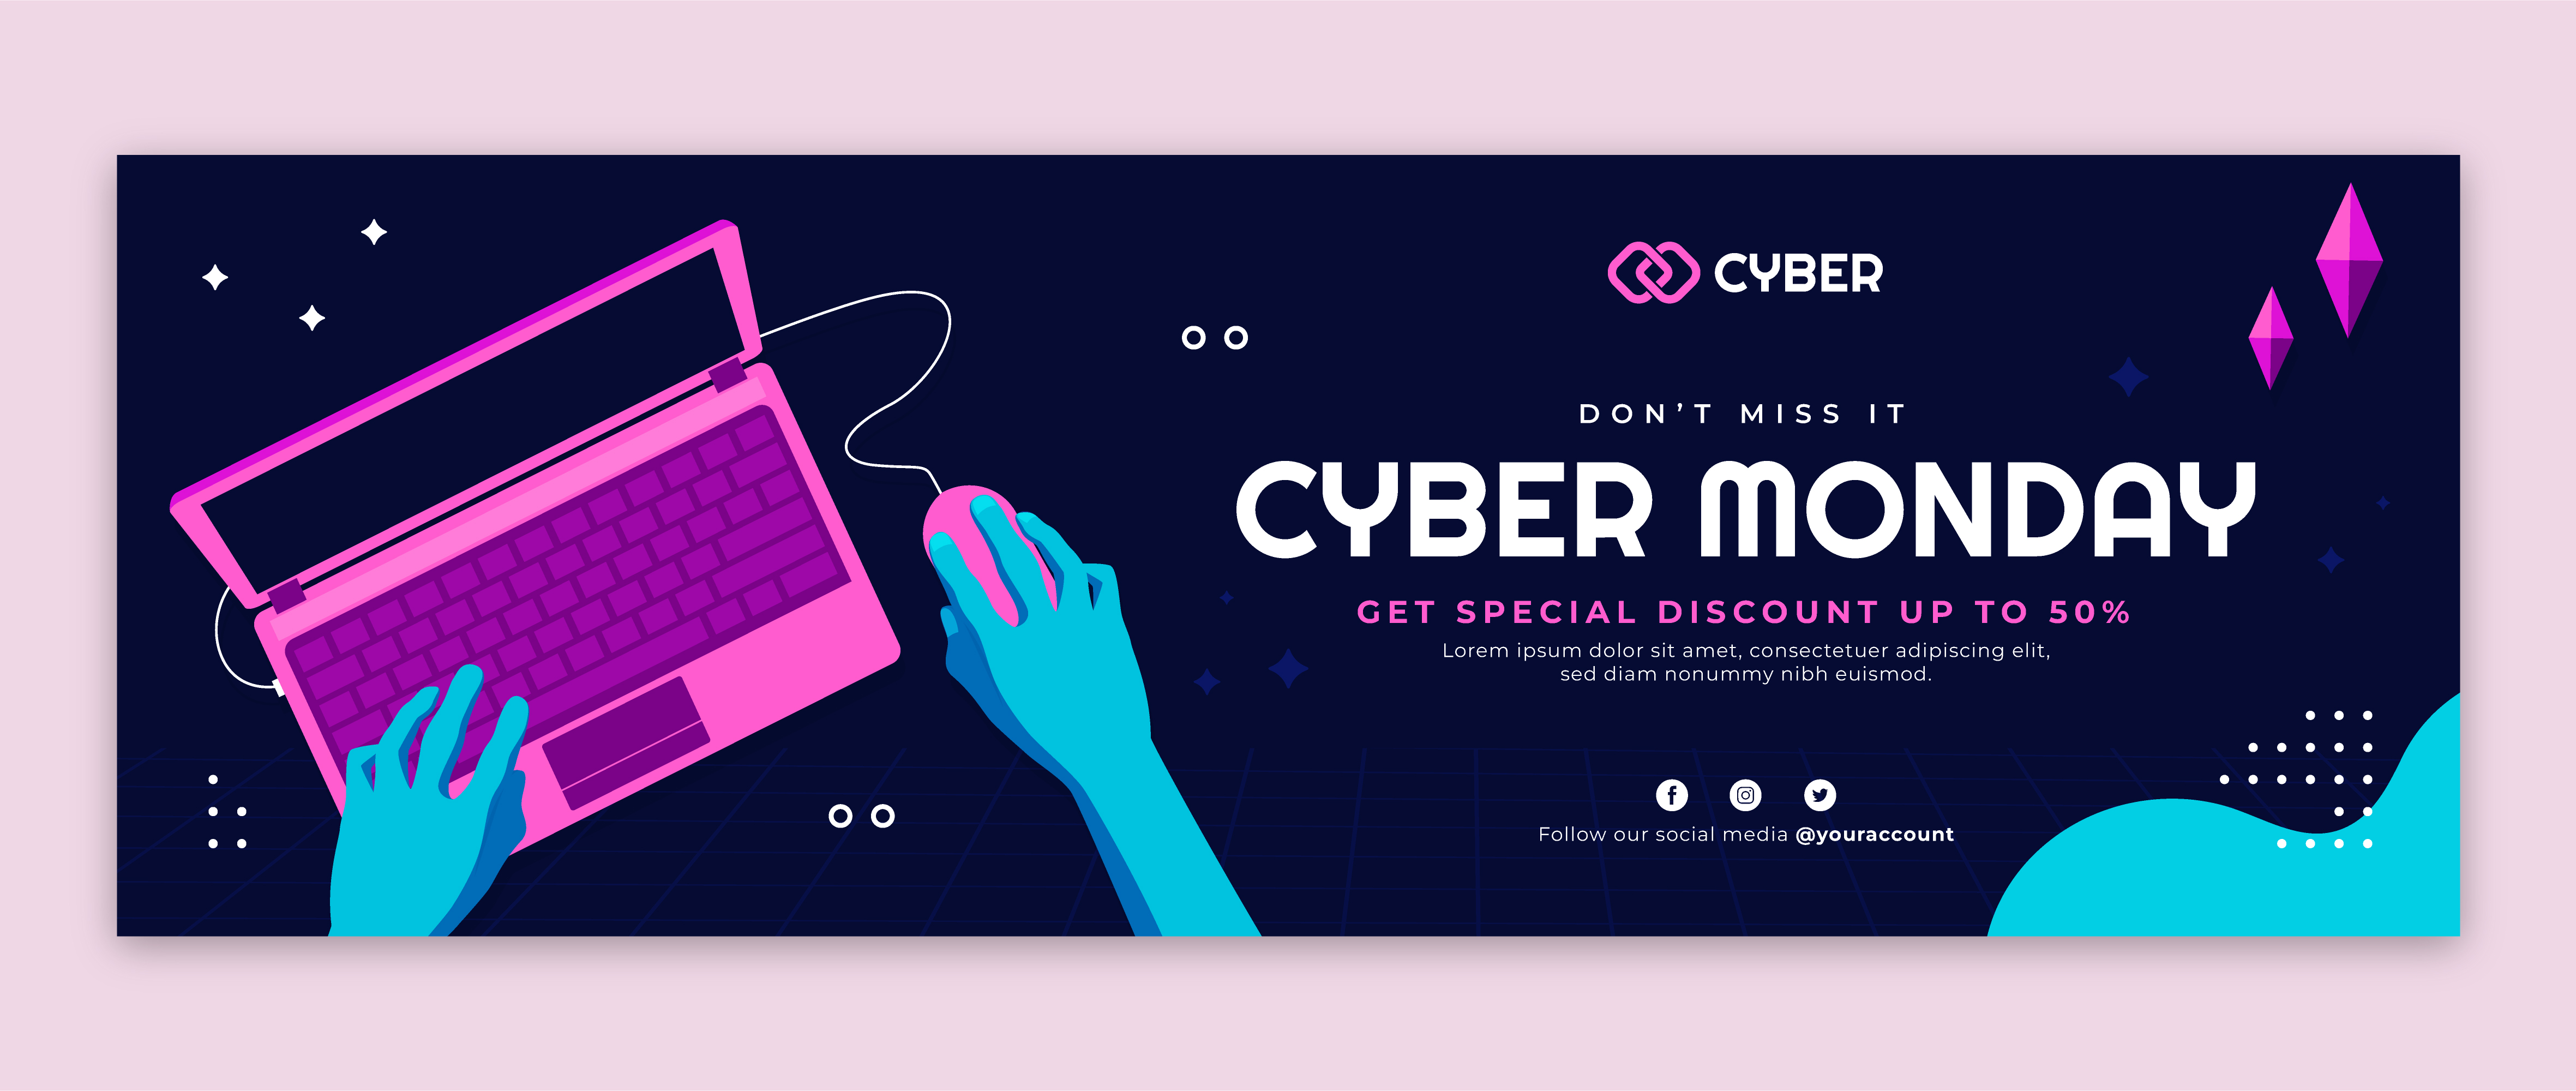 CYBER
DON’T MISS IT
CYBER MONDAY
GET SPECIAL DISCOUNT UP TO 50%
Lorem ipsum dolor sit amet, consectetuer adipiscing elit,
sed diam nonummy nibh euismod.
Follow our social media @youraccount